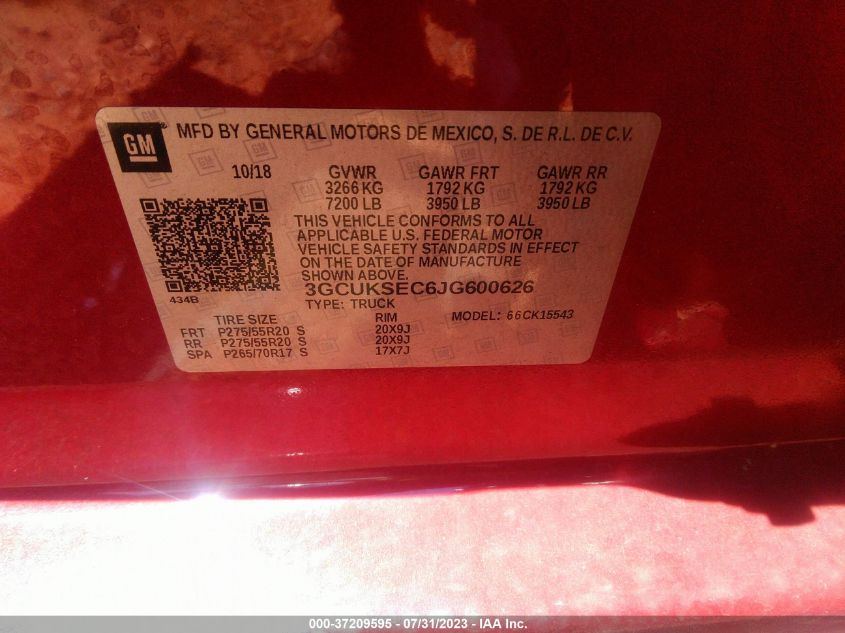 GM
MFD BY GENERAL MOTORS DE MEXICO, S. DE R.L. DE C.V.
10/18 GVWR GAWR FRT GAWR RR
3266 KG 1792 KG 1792 KG
7200 LB 3950 LB 3950 LB
THIS VEHICLE CONFORMS TO ALL
APPLICABLE U.S. FEDERAL MOTOR
VEHICLE SAFETY STANDARDS IN EFFECT
ON THE DATE OF MANUFACTURE
SHOWN ABOVE.
434B
3GCUKSEC6JG600626
TYPE: TRUCK
TIRE SIZE RIM MODEL: 66CK15543
FRT P275/55R20 S 20X9J
RR P275/55R20 S 20X9J
SPA P265/70R17 S 17X7J
000-37209595 - 07/31/2023 - © IAA Inc.